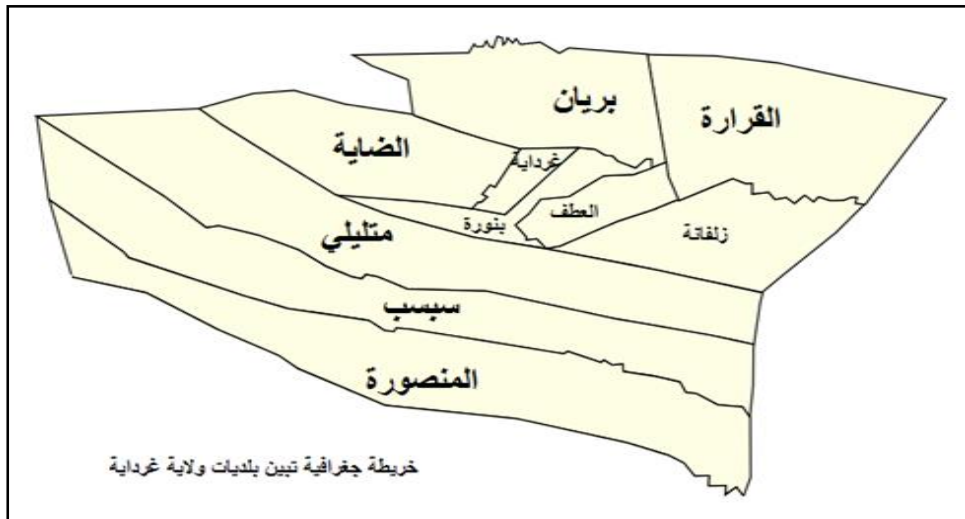 بريان
القرارة
الضاية
غرداية
العطف
بنورة
زلفانة
متليلي
سبسب
المنصورة
خريطة جغرافية تبين بلديات ولاية غرداية